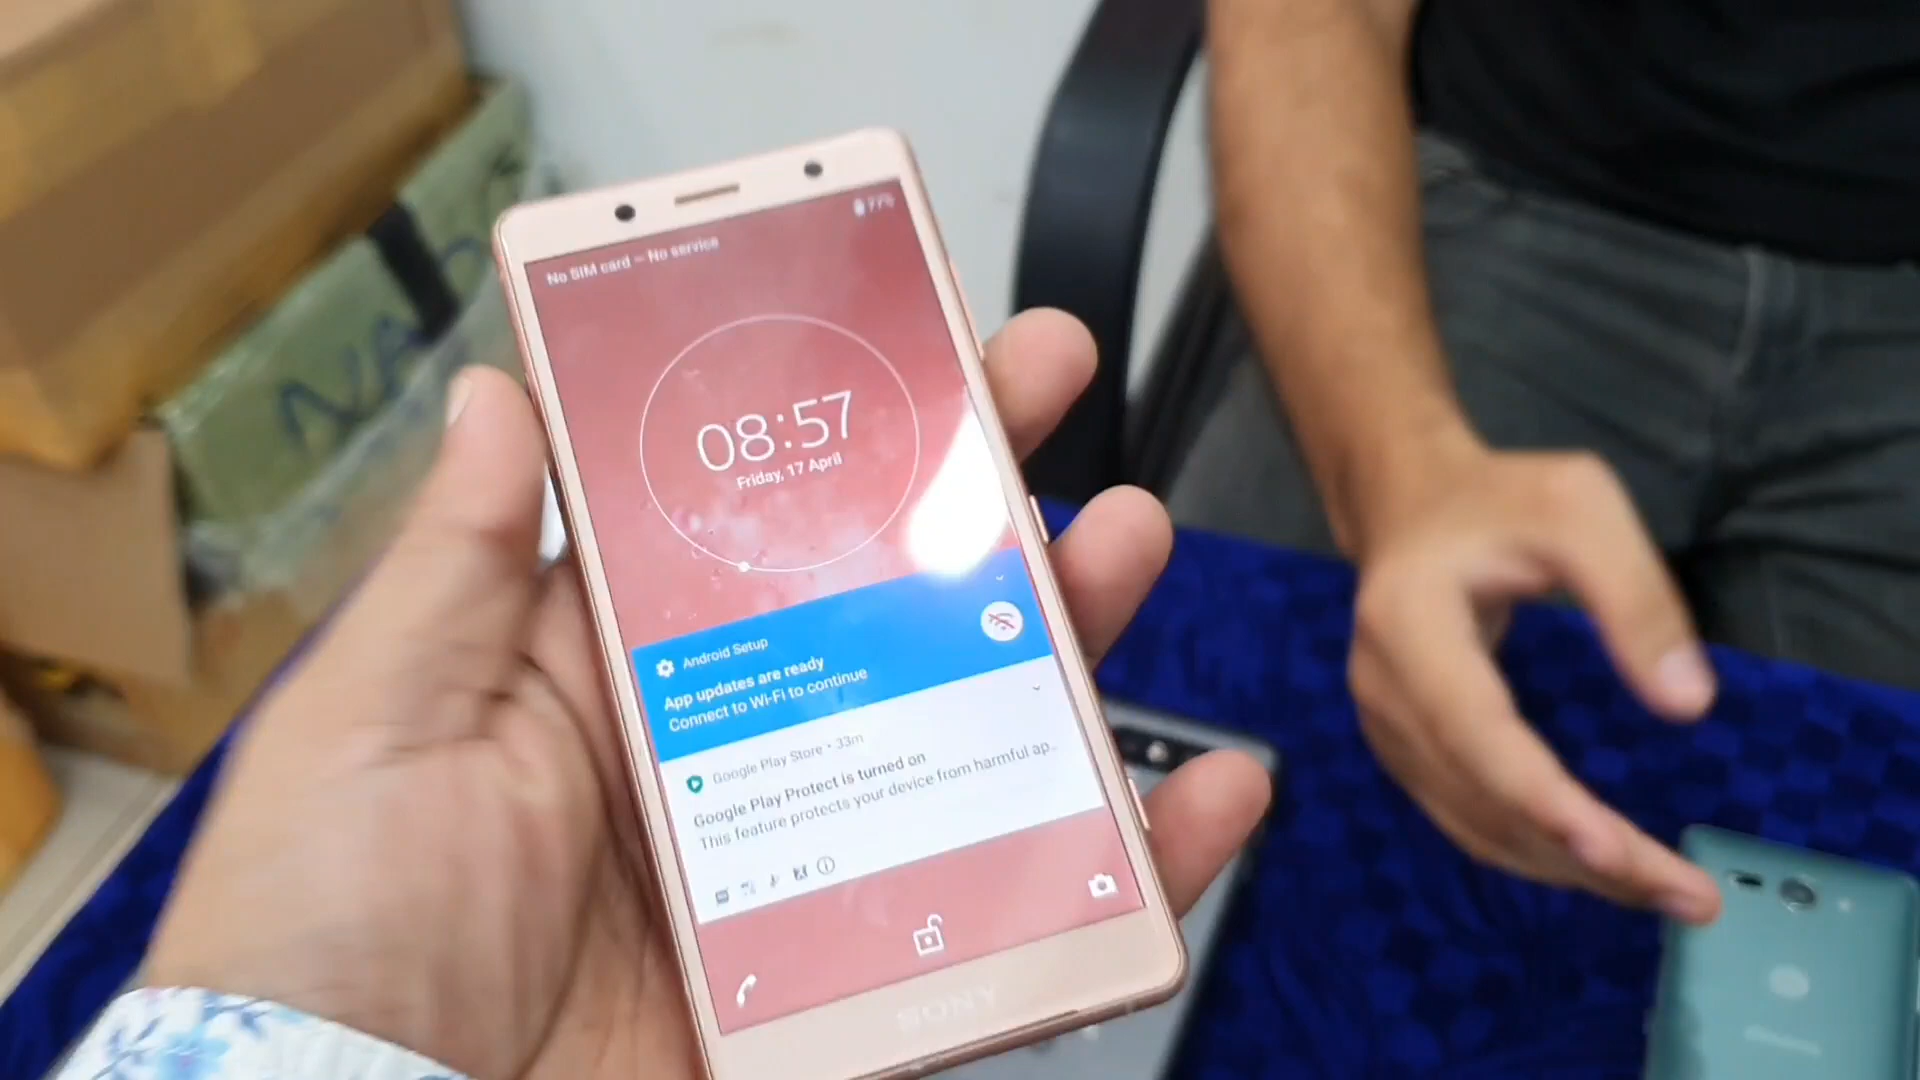 77%
No SIM card – No service
08:57
Friday, 17 April
Android Setup
App updates are ready
Connect to Wi-Fi to continue
Google Play Store • 33m
Google Play Protect is turned on
This feature protects your device from harmful ap..
SONY